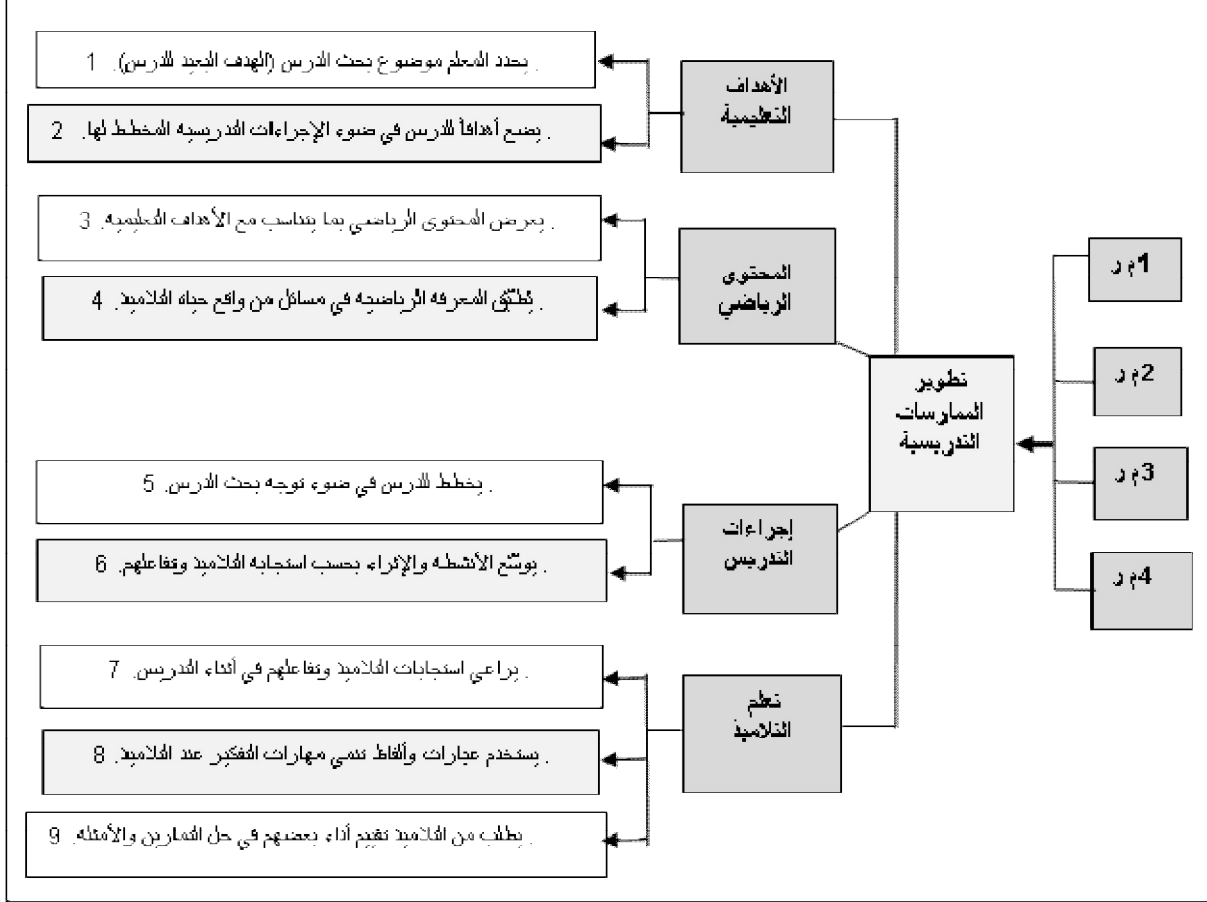 م ر1
م ر2
م ر3
م ر4
تطوير
الممارسات
التدريسية
الأهداف
التعليمية
1. يحدد المعلم موضوع بحث الدرس (الهدف البعيد للدرس).
2. يضع أهدافاً للدرس في ضوء الإجراءات التدريسية المخطط لها.
المحتوى
الرياضي
3. يعرض المحتوى الرياضي بما يتناسب مع الأهداف التعليمية.
4. يُطبّق المعرفة الرياضية في مسائل من واقع حياة التلاميذ.
إجراءات
التدريس
5. يخطط للدرس في ضوء توجه بحث الدرس.
6. يوسّع الأنشطة والإثراء بحسب استجابة التلاميذ وتفاعلهم.
تعلم
التلاميذ
7. يراعي استجابات التلاميذ وتفاعلهم في أثناء التدريس.
8. يستخدم عبارات وألفاظ تنمي مهارات التفكير عند التلاميذ.
9. يطلب من التلاميذ تقييم أداء بعضهم في حل التمارين والأمثلة.